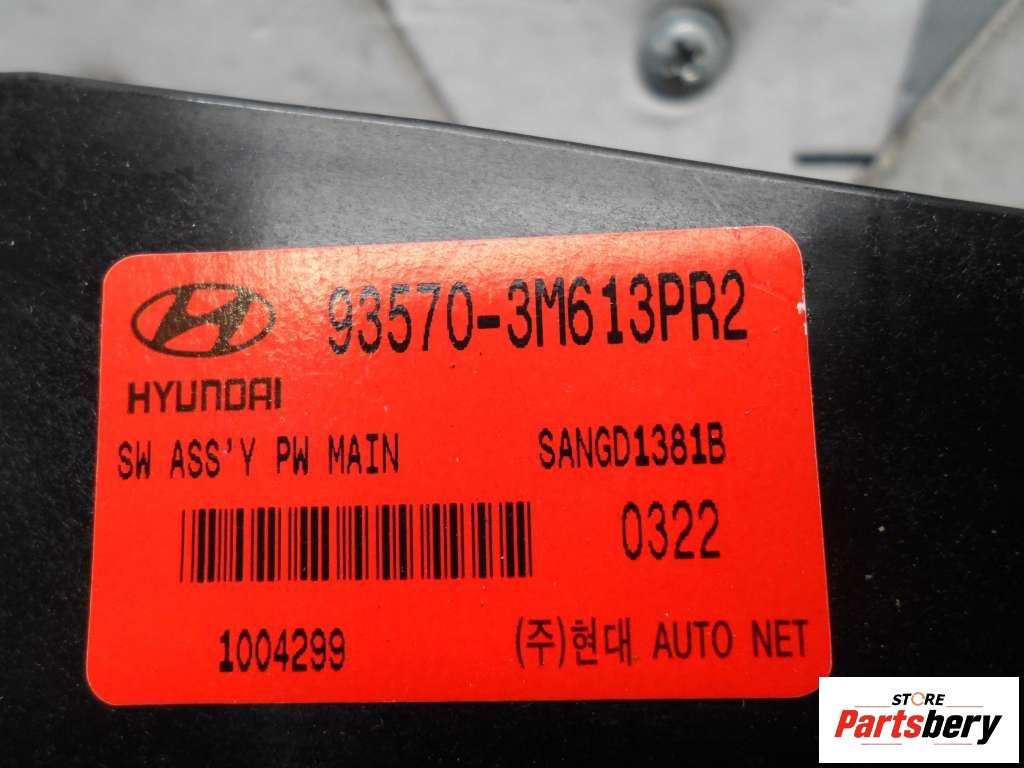 93570-3M613PR2
HYUNDAI
SW ASS'Y PW MAIN SANGD1381B
0322
1004299 (주)현대 AUTO NET
STORE
Partsbery